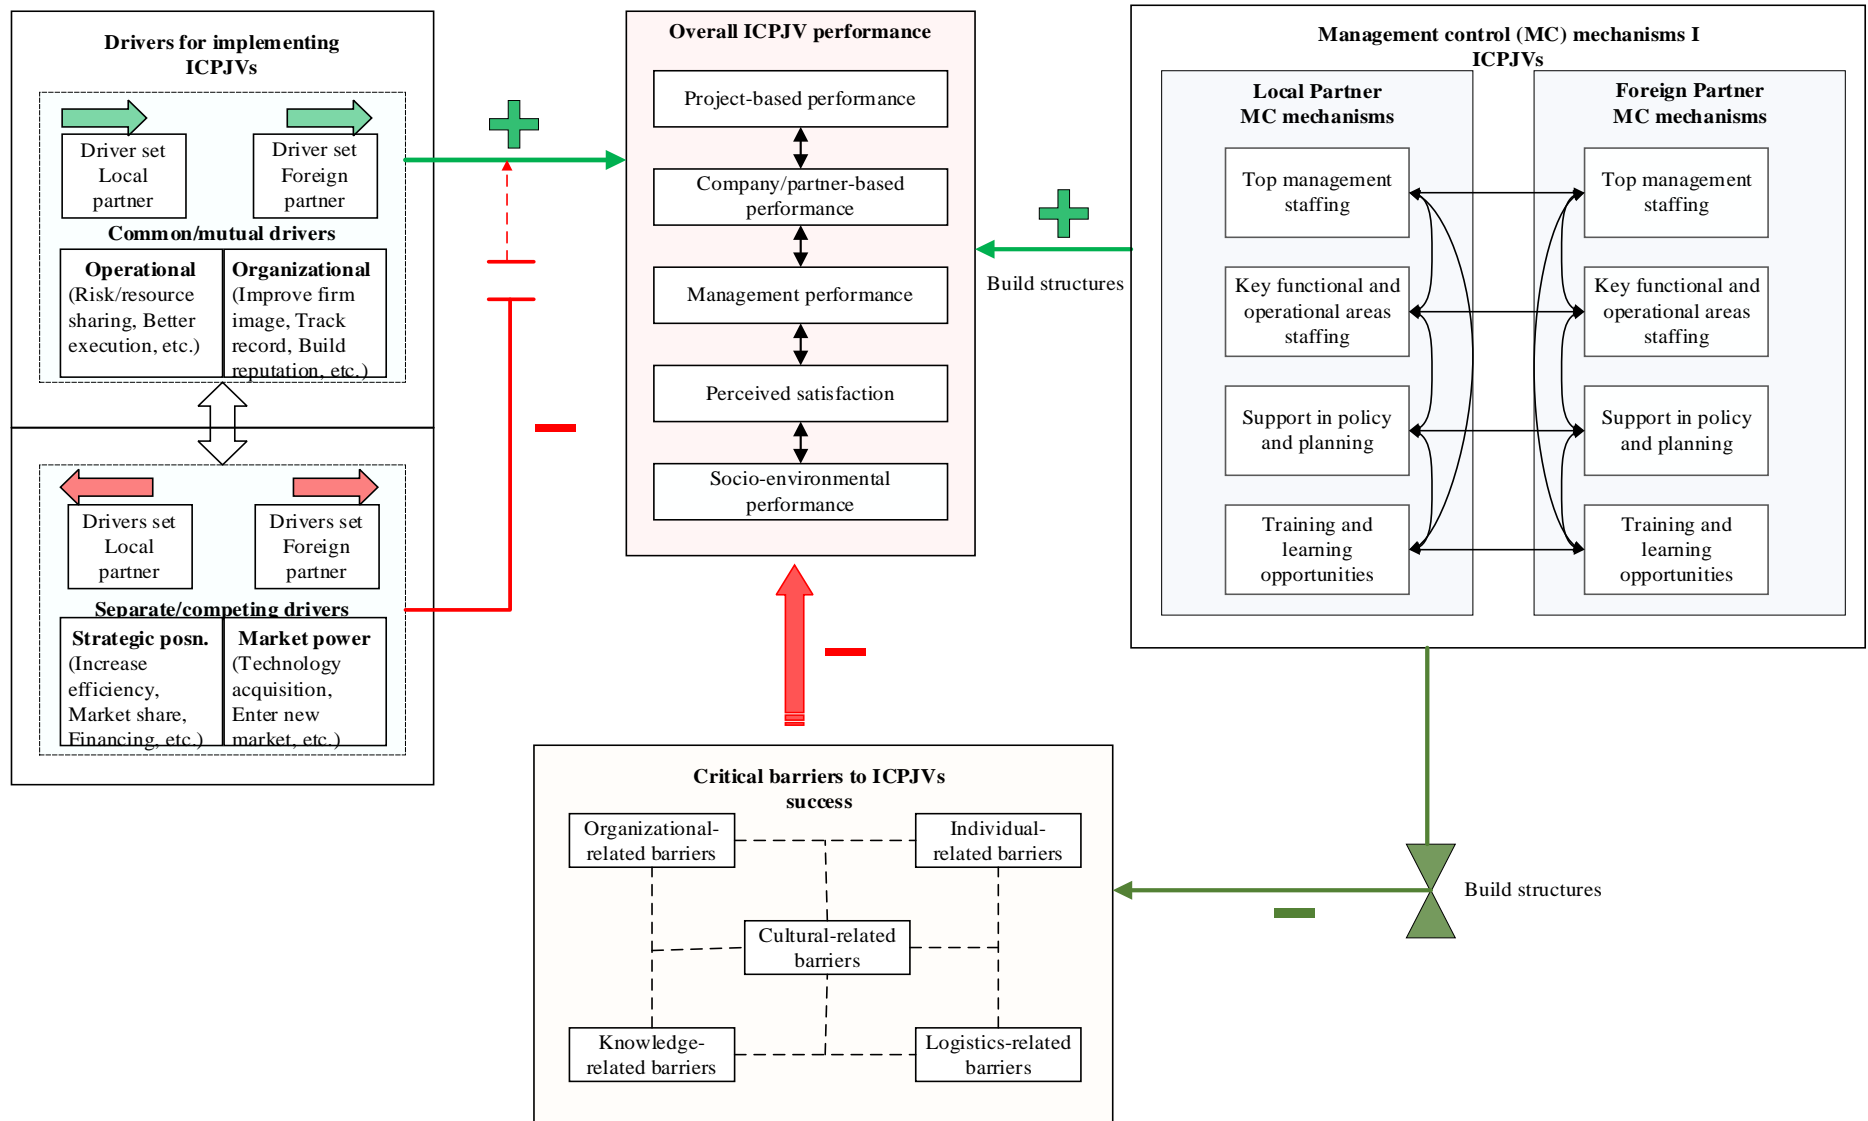 Drivers for implementing
ICPJVs
Driver set
Local
partner
Driver set
Foreign
partner
Common/mutual drivers
Operational
(Risk/resource
sharing, Better
execution, etc.)
Organizational
(Improve firm
image, Track
record, Build
reputation, etc.)
Drivers set
Local
partner
Drivers set
Foreign
partner
Separate/competing drivers
Strategic posn.
(Increase
efficiency,
Market share,
Financing, etc.)
Market power
(Technology
acquisition,
Enter new
market, etc.)
Overall ICPJV performance
Project-based performance
Company/partner-based
performance
Management performance
Perceived satisfaction
Socio-environmental
performance
Build structures
Management control (MC) mechanisms I
ICPJVs
Local Partner
MC mechanisms
Top management
staffing
Key functional and
operational areas
staffing
Support in policy
and planning
Training and
learning
opportunities
Foreign Partner
MC mechanisms
Top management
staffing
Key functional and
operational areas
staffing
Support in policy
and planning
Training and
learning
opportunities
Build structures
Critical barriers to ICPJVs
success
Organizational-
related barriers
Individual-
related barriers
Cultural-related
barriers
Knowledge-
related barriers
Logistics-related
barriers